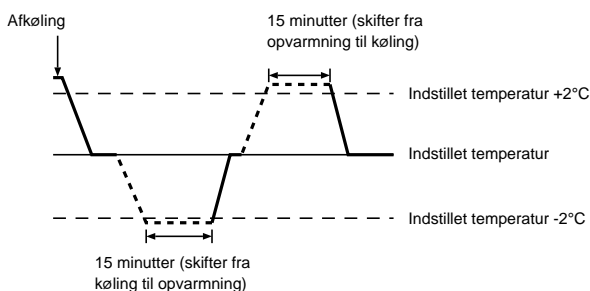 Afkøling
15 minutter (skifter fra
opvarmning til køling)
Indstillet temperatur +2°C
Indstillet temperatur
Indstillet temperatur -2°C
15 minutter (skifter fra
køling til opvarmning)